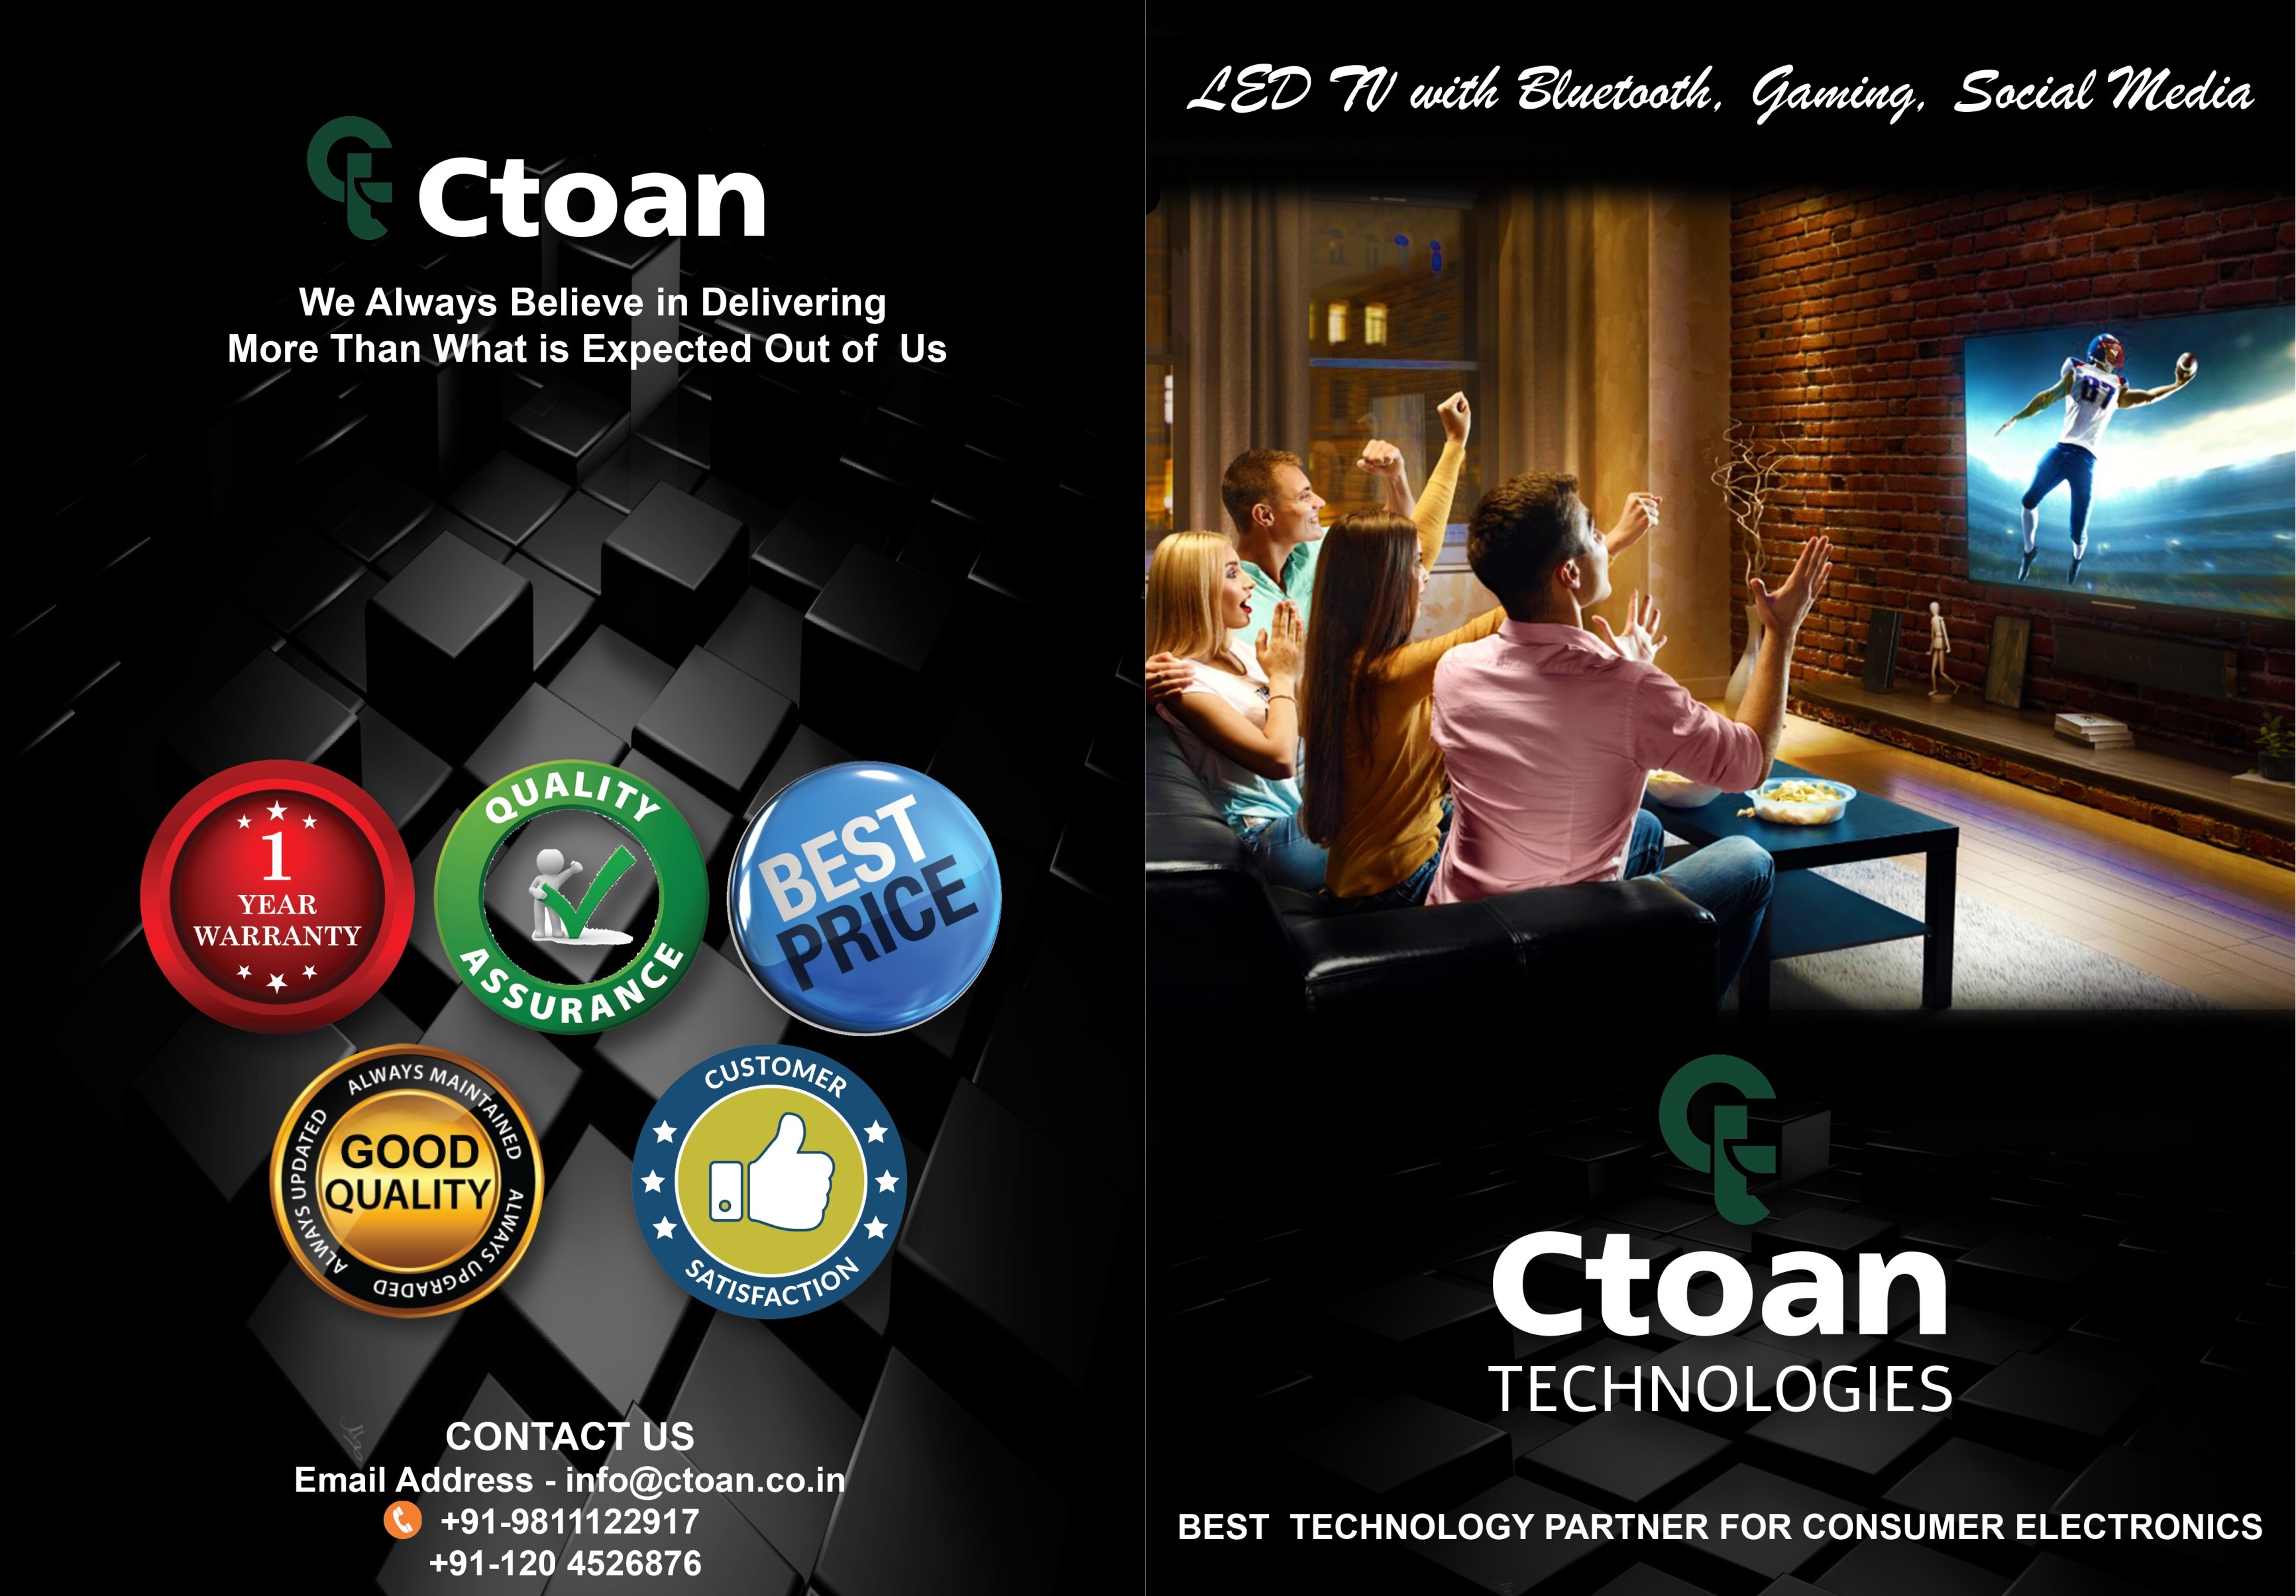 Ctoan
We Always Believe in Delivering
More Than What is Expected Out of Us
1
YEAR
WARRANTY
QUALITY
ASSURANCE
BEST
PRICE
ALWAYS MAINTAINED
ALWAYS UPGRADED
ALWAYS UPDATED
GOOD
QUALITY
CUSTOMER
SATISFACTION
CONTACT US
Email Address - info@ctoan.co.in
+91-9811122917
+91-120 4526876
LED TV with Bluetooth, Gaming, Social Media
87
Ctoan
TECHNOLOGIES
BEST TECHNOLOGY PARTNER FOR CONSUMER ELECTRONICS